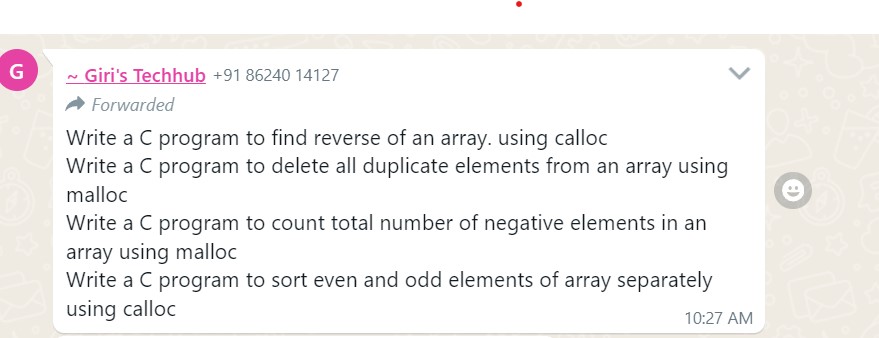 G
~ Giri's Techhub +91 86240 14127
Forwarded
Write a C program to find reverse of an array. using calloc
Write a C program to delete all duplicate elements from an array using
malloc
Write a C program to count total number of negative elements in an
array using malloc
Write a C program to sort even and odd elements of array separately
using calloc
10:27 AM